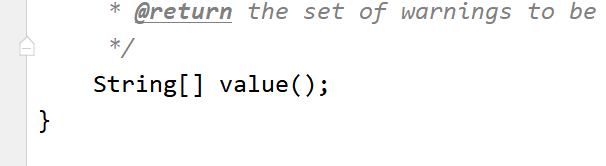 * @return the set of warnings to be
*/
String[] value();
}